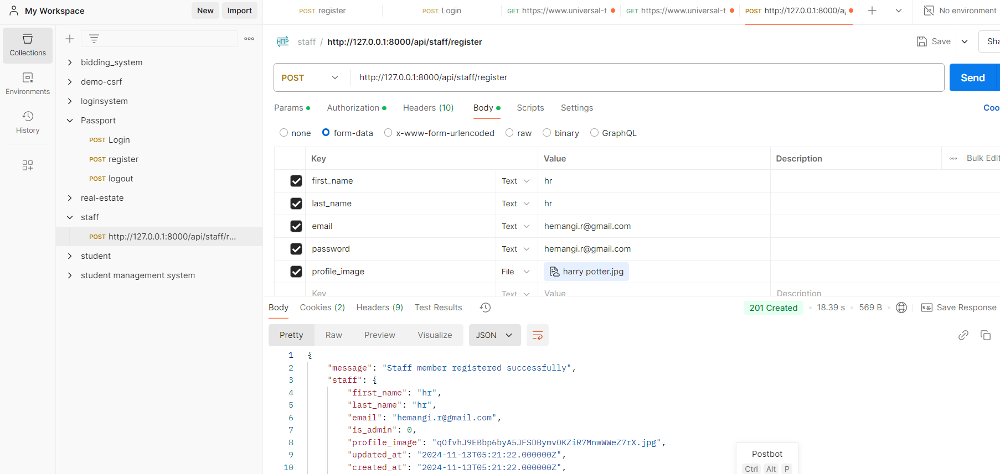 My Workspace
New
Import
POST register
POST Login
GET https://www.universal-t
GET https://www.universal-t
POST http://127.0.0.1:8000/a
No environment
Collections
Environments
History
bidding_system
demo-csrf
loginsystem
Passport
POST Login
POST register
POST logout
real-estate
staff
POST http://127.0.0.1:8000/api/staff/r...
student
student management system
HTTP staff / http://127.0.0.1:8000/api/staff/register
Save
Sha
POST http://127.0.0.1:8000/api/staff/register
Send
Params Authorization Headers (10) Body Scripts Settings
Coo
none form-data x-www-form-urlencoded raw binary GraphQL
Key Value Description Bulk Edit
first_name Text hr
last_name Text hr
email Text hemangi.r@gmail.com
password Text hemangi.r@gmail.com
profile_image File harry potter.jpg
Key Text Value Description
Body Cookies (2) Headers (9) Test Results
201 Created 18.39 s 569 B e.g. Save Response
Pretty Raw Preview Visualize JSON
1 {
2 "message": "Staff member registered successfully",
3 "staff": {
4 "first_name": "hr",
5 "last_name": "hr",
6 "email": "hemangi.r@gmail.com",
7 "is_admin": 0,
8 "profile_image": "qOfvhJ9EBbp6byA5JFSDBymvOKZiR7MnwWWeZ7rX.jpg",
9 "updated_at": "2024-11-13T05:21:22.000000Z",
10 "created_at": "2024-11-13T05:21:22.000000Z",
Postbot
Ctrl Alt P